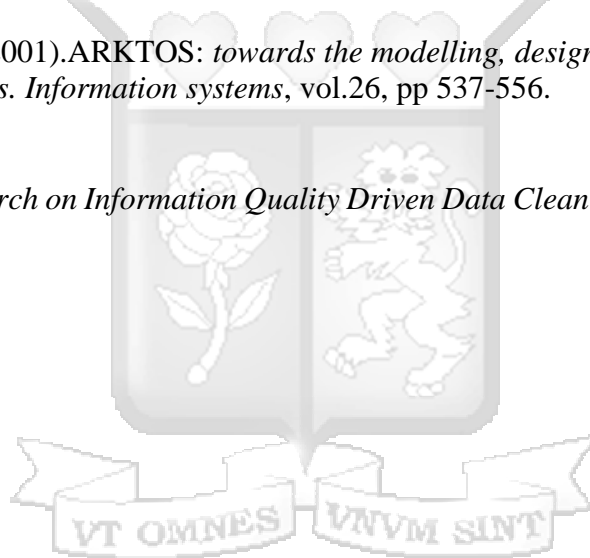 001).ARKTOS: towards the modelling, design
s. Information systems, vol.26, pp 537-556.
rch on Information Quality Driven Data Clean
VT OMNES VNVM SINT